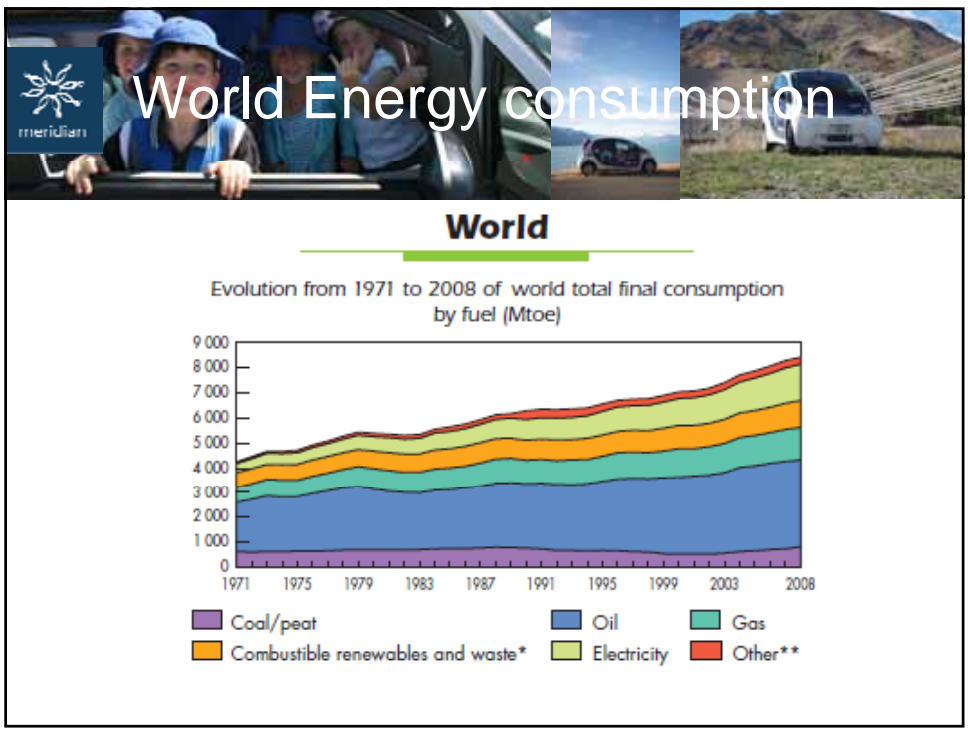 meridian
World Energy consumption
World
Evolution from 1971 to 2008 of world total final consumption
by fuel (Mtoe)
9 000
8 000
7 000
6 000
5 000
4 000
3 000
2 000
1 000
0
1971 1975 1979 1983 1987 1991 1995 1999 2003 2008
Coal/peat Oil Gas
Combustible renewables and waste* Electricity Other**